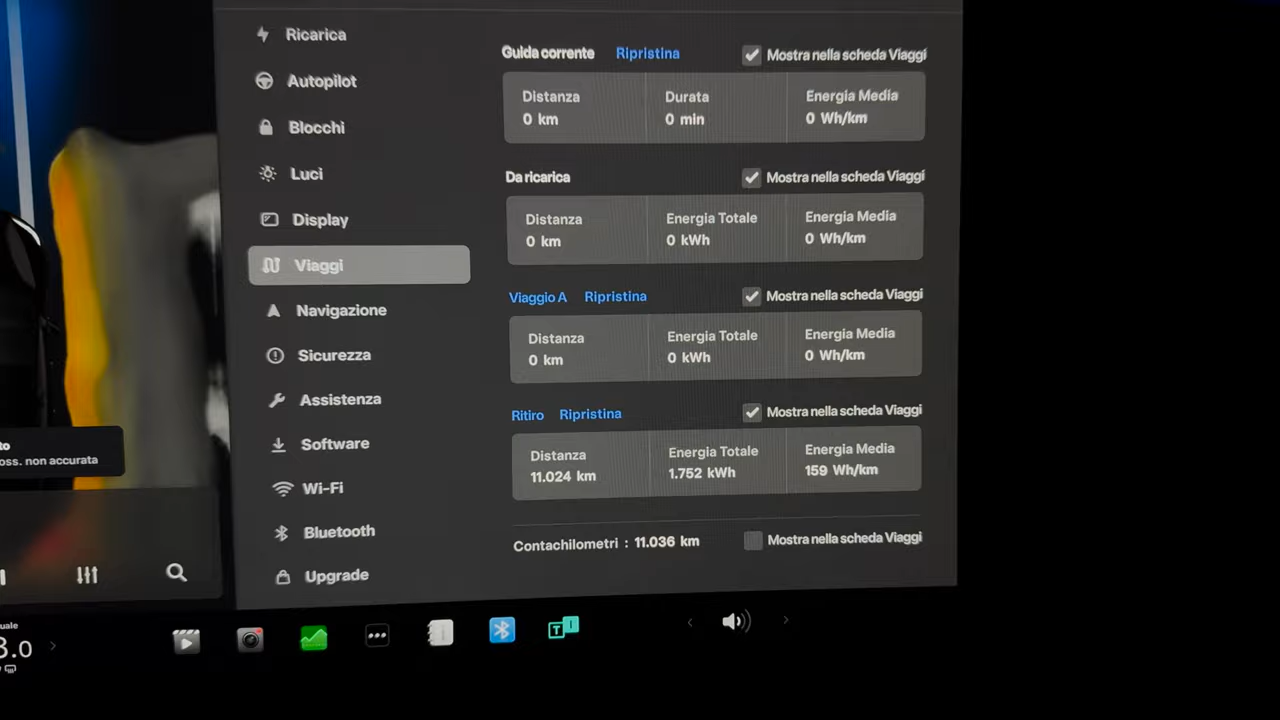 Ricarica
Autopilot
Blocchi
Luci
Display
Viaggi
Navigazione
Sicurezza
Assistenza
Software
Wi-Fi
Bluetooth
Upgrade
Guida corrente Ripristina Mostra nella scheda Viaggi
Distanza Durata Energia Media
0 km 0 min 0 Wh/km
Da ricarica Mostra nella scheda Viaggi
Distanza Energia Totale Energia Media
0 km 0 kWh 0 Wh/km
Viaggio A Ripristina Mostra nella scheda Viaggi
Distanza Energia Totale Energia Media
0 km 0 kWh 0 Wh/km
Ritiro Ripristina Mostra nella scheda Viaggi
Distanza Energia Totale Energia Media
11.024 km 1.752 kWh 159 Wh/km
Contachilometri : 11.036 km Mostra nella scheda Viaggi
to
oss. non accurata
uale
3.0
T I